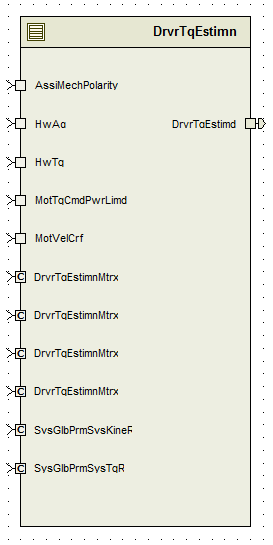 DrvrTqEstimn
AssiMechPolarity
HwAg
DrvrTqEstimd
HwTq
MotTqCmdPwrLimd
MotVelCrf
C DrvrTqEstimnMtrx
C DrvrTqEstimnMtrx
C DrvrTqEstimnMtrx
C DrvrTqEstimnMtrx
C SysGlbPrmSysKineR
C SysGlbPrmSysTqR